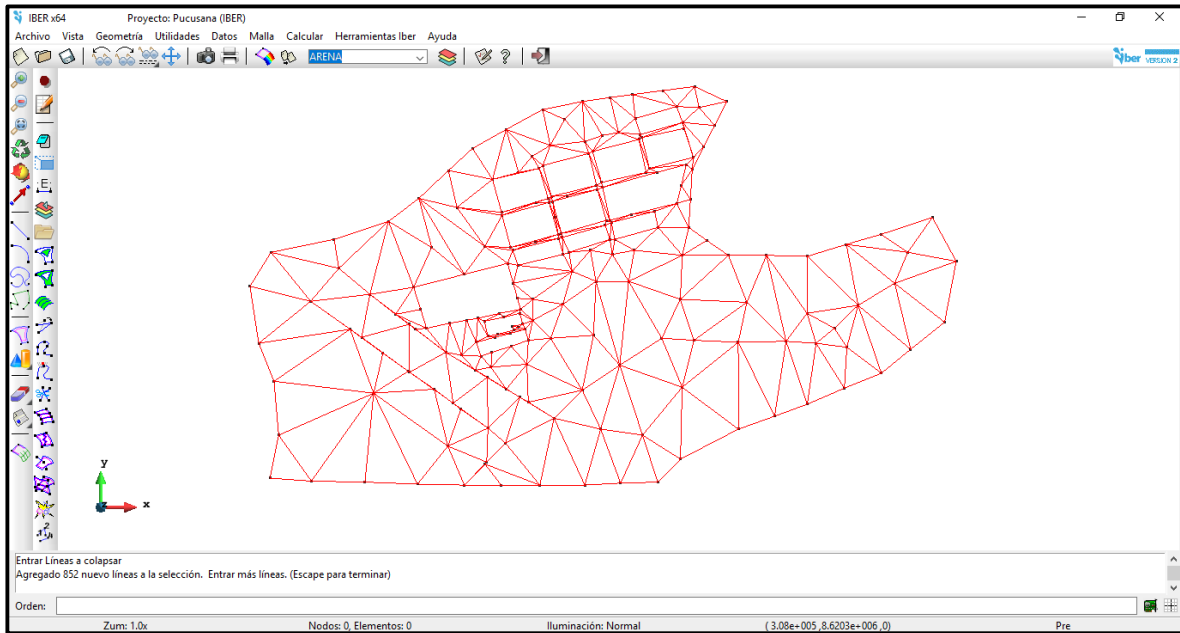 IBER x64 Proyecto: Pucusana (IBER)
Archivo Vista Geometría Utilidades Datos Malla Calcular Herramientas Iber Ayuda
ARENA
iber VERSION 2
E
y
x
Entrar Líneas a colapsar
Agregado 852 nuevo líneas a la selección. Entrar más líneas. (Escape para terminar)
Orden:
Zum: 1.0x Nodos: 0, Elementos: 0 Iluminación: Normal (3.08e+005 ,8.6203e+006 ,0) Pre